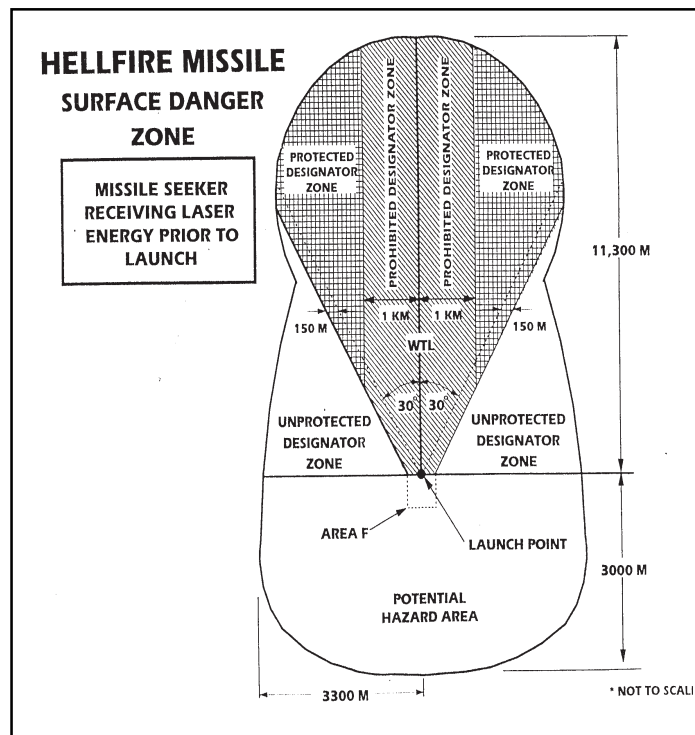 HELLFIRE MISSILE
SURFACE DANGER
ZONE
MISSILE SEEKER
RECEIVING LASER
ENERGY PRIOR TO
LAUNCH
PROHIBITED DESIGNATOR ZONE
PROHIBITED DESIGNATOR ZONE
PROTECTED
DESIGNATOR
ZONE
PROTECTED
DESIGNATOR
ZONE
11,300 M
1 KM
1 KM
150 M
150 M
WTL
30°
30°
UNPROTECTED
DESIGNATOR
ZONE
UNPROTECTED
DESIGNATOR
ZONE
AREA F
LAUNCH POINT
3000 M
POTENTIAL
HAZARD AREA
3300 M
* NOT TO SCALE